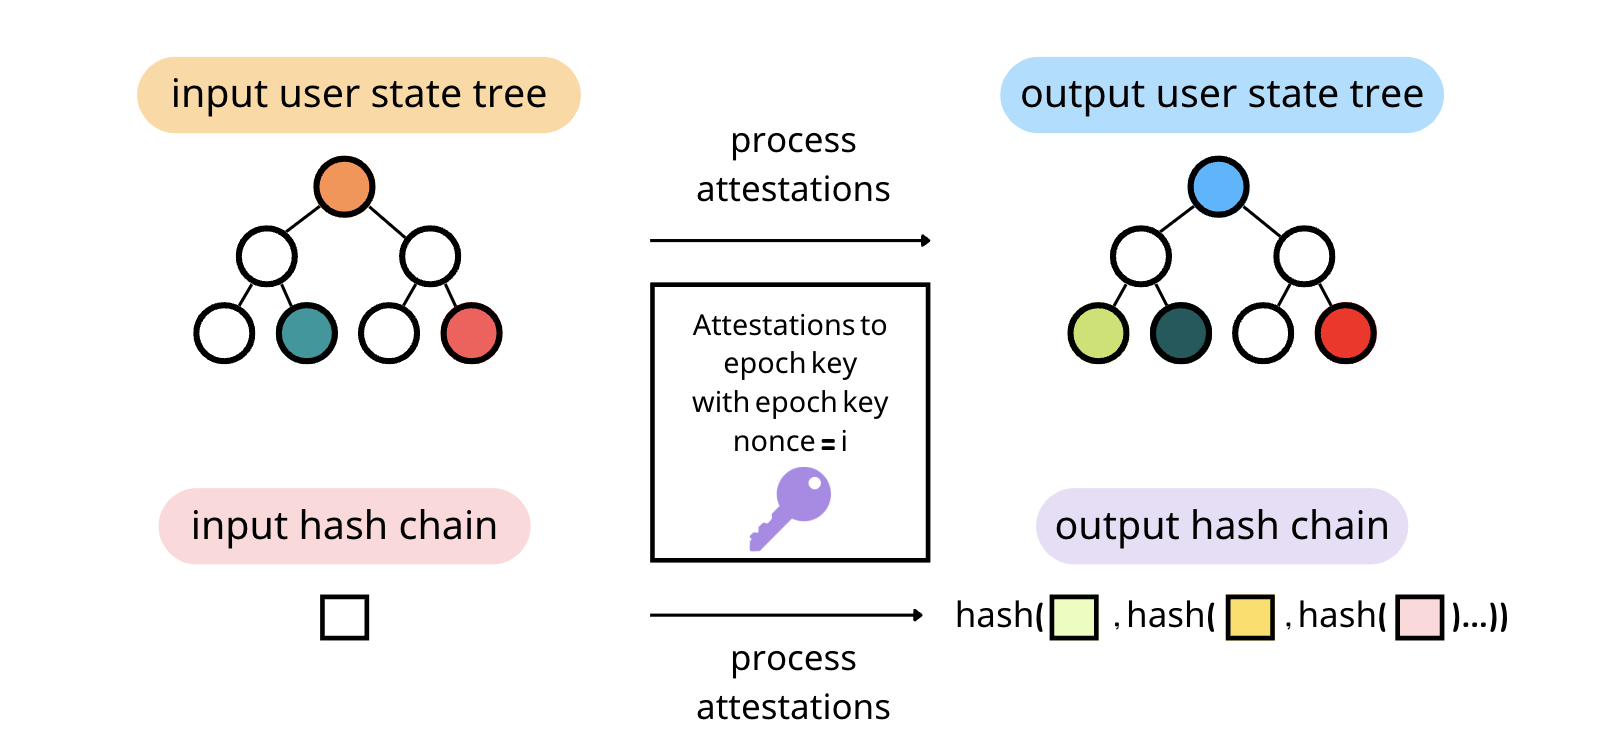 input user state tree
output user state tree
process
attestations
Attestations to
epoch key
with epoch key
nonce = i
input hash chain
output hash chain
hash( , hash( , hash( )...))
process
attestations